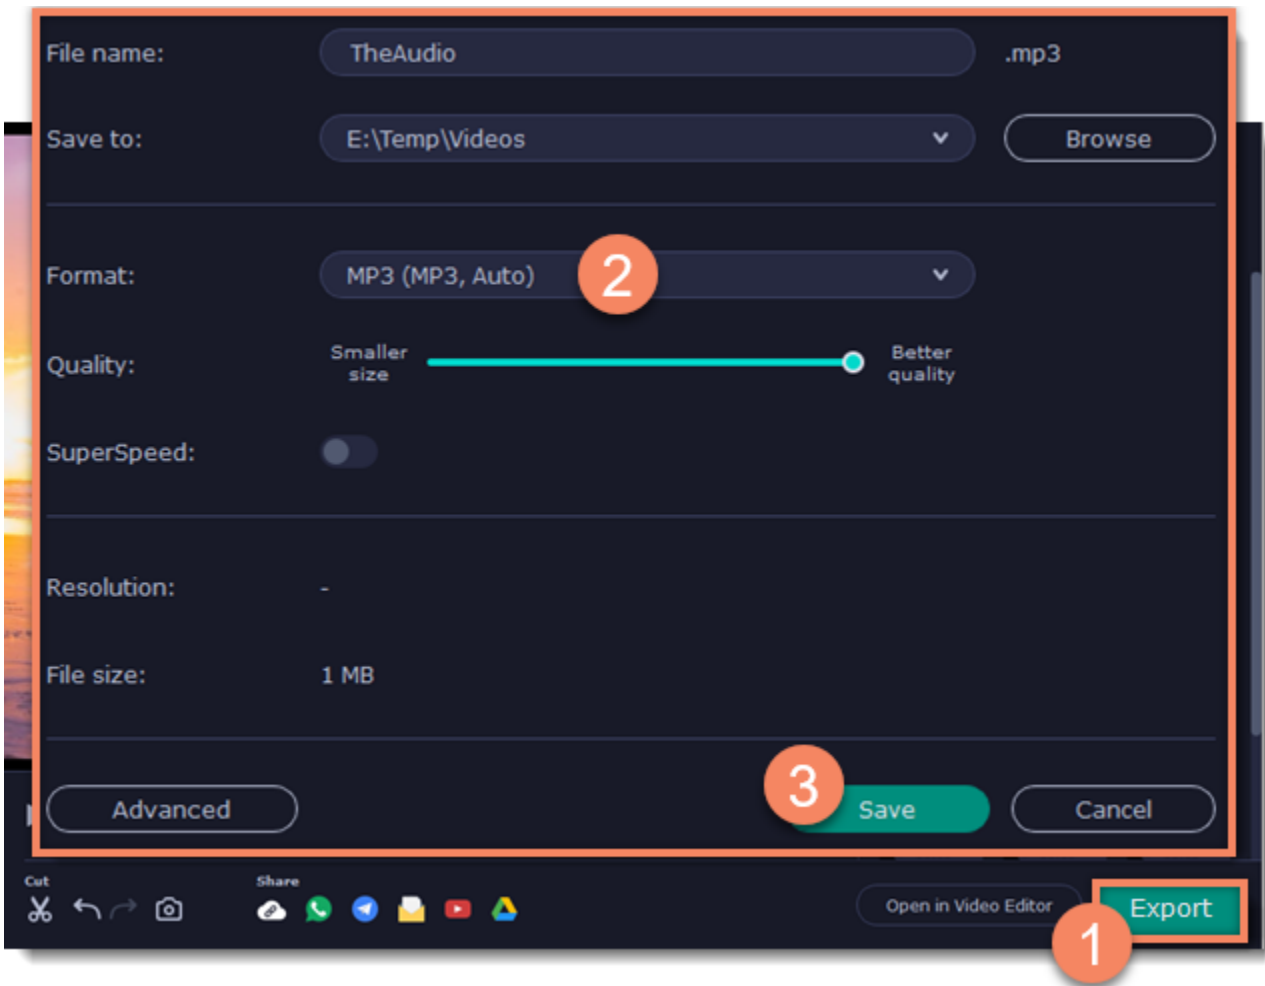 File name: TheAudio .mp3
Save to: E:\Temp\Videos Browse
Format: MP3 (MP3, Auto) 2
Quality: Smaller size Better quality
SuperSpeed:
Resolution: -
File size: 1 MB
Advanced 3 Save Cancel
Cut Share
Open in Video Editor 1 Export